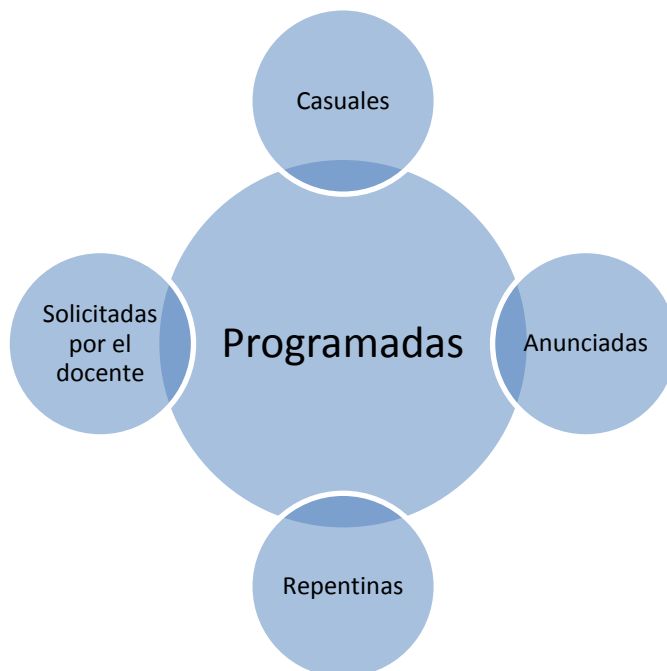 Casuales
Solicitadas
por el
docente
Programadas
Anunciadas
Repentinas